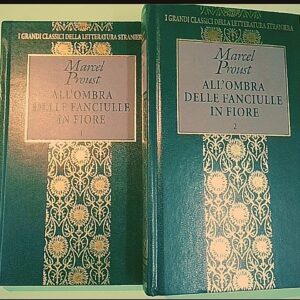 I GRANDI CLASSICI DELLA LETTERATURA STRANIERA
Marcel
Proust
ALL'OMBRA
DELLE FANCIULLE
IN FIORE
1
I GRANDI CLASSICI DELLA LETTERATURA STRANIERA
Marcel
Proust
ALL'OMBRA
DELLE FANCIULLE
IN FIORE
2